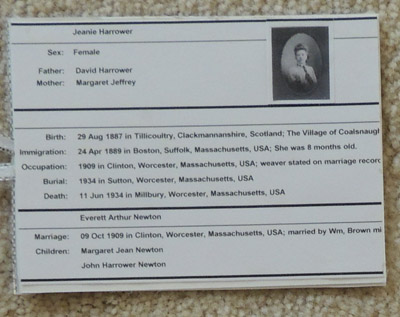 Jeanie Harrower
Sex: Female
Father: David Harrower
Mother: Margaret Jeffrey
Birth: 29 Aug 1887 in Tillicoultry, Clackmannanshire, Scotland; The Village of Coalsnaugl
Immigration: 24 Apr 1889 in Boston, Suffolk, Massachusetts, USA; She was 8 months old.
Occupation: 1909 in Clinton, Worcester, Massachusetts, USA; weaver stated on marriage recorc
Burial: 1934 in Sutton, Worcester, Massachusetts, USA
Death: 11 Jun 1934 in Millbury, Worcester, Massachusetts, USA
Everett Arthur Newton
Marriage: 09 Oct 1909 in Clinton, Worcester, Massachusetts, USA; married by Wm, Brown mi
Children: Margaret Jean Newton
John Harrower Newton